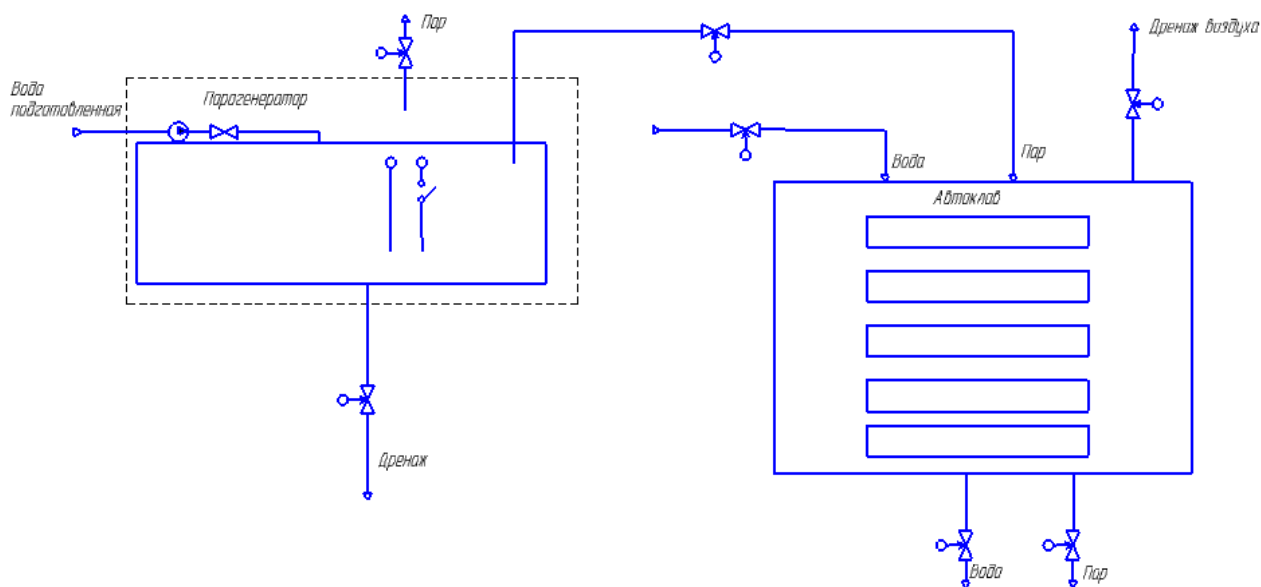 Пар
Дренаж воздуха
Вода
подготовленная
Парогенератор
Вода
Пар
Автоклав
Дренаж
Вода
Пар